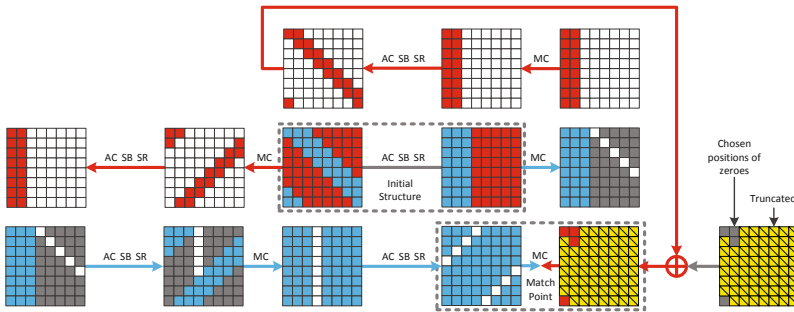 AC SB SR
MC
AC SB SR
MC
AC SB SR
MC
Initial
Structure
Chosen
positions of
zeroes
Truncated
AC SB SR
MC
AC SB SR
MC
Match
Point